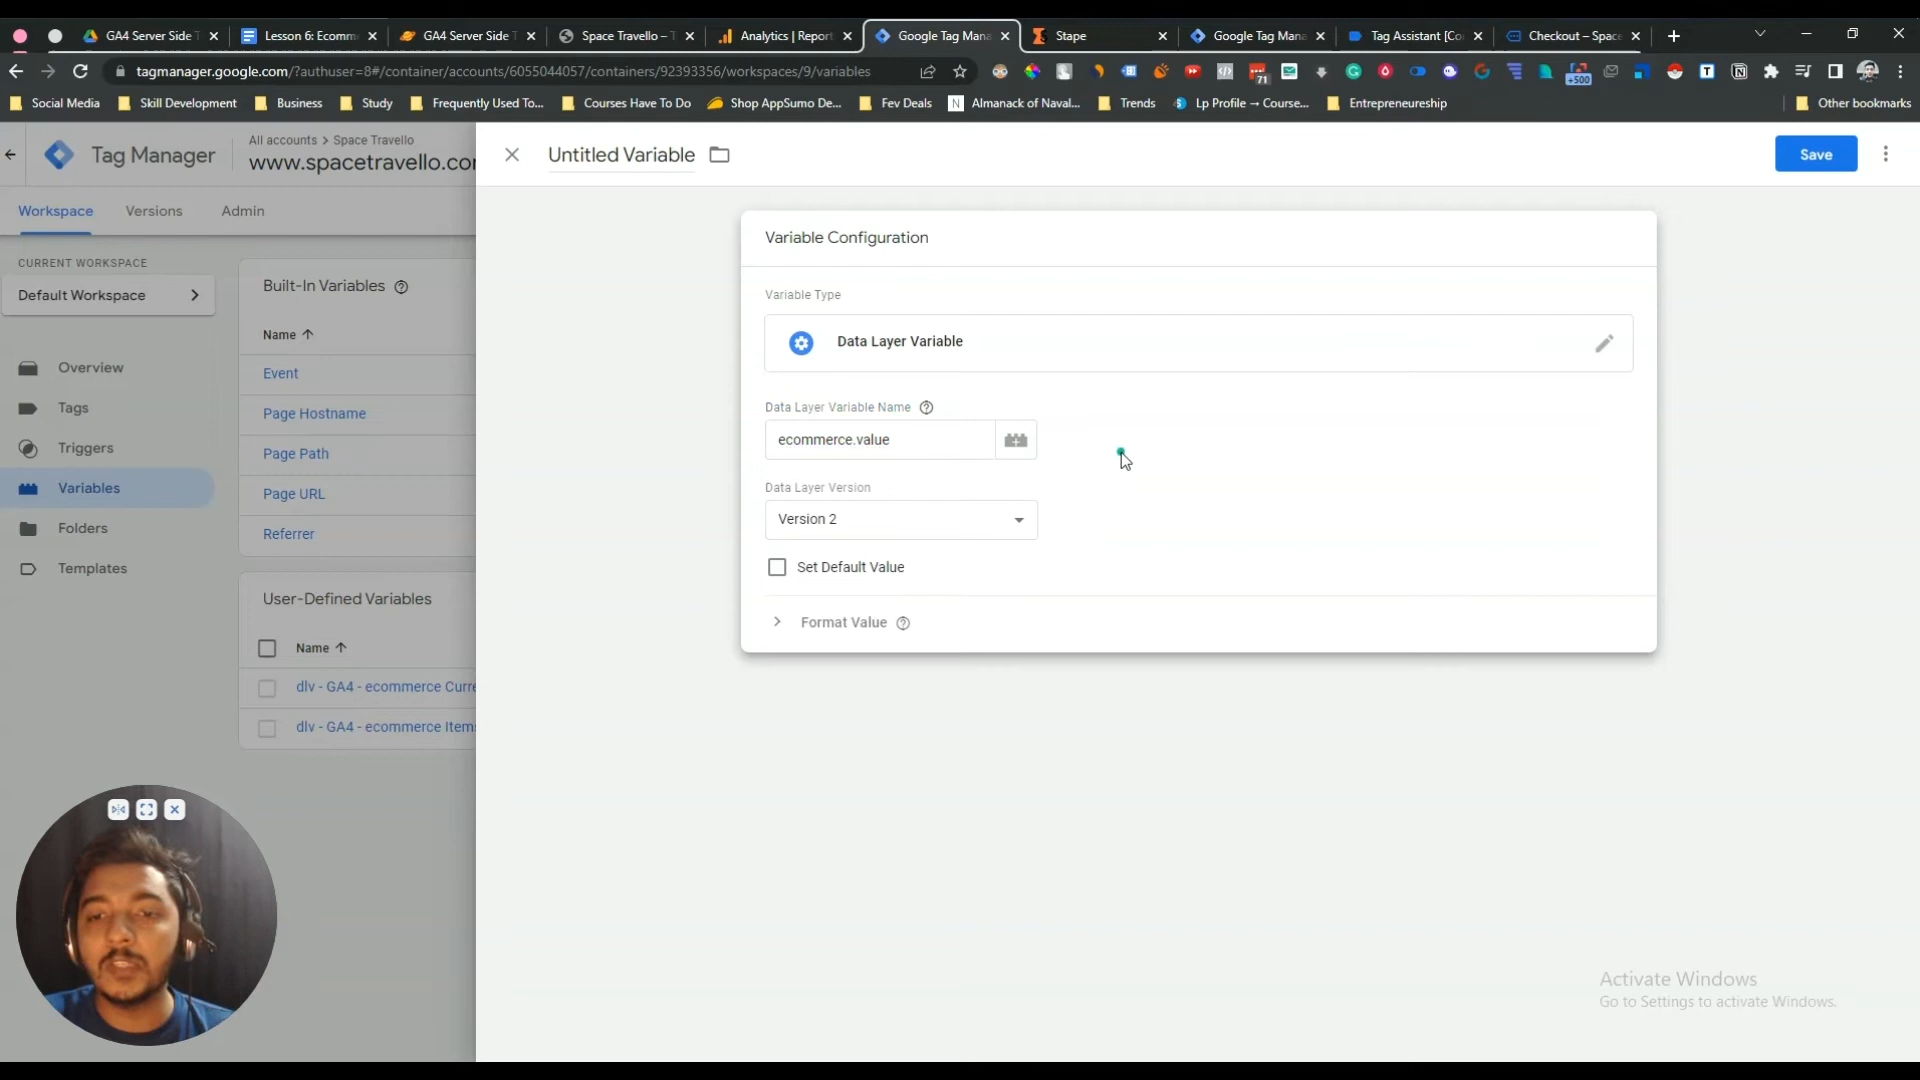 GA4 Server Side T
Lesson 6: Ecomm
GA4 Server Side
Space Travello – T
Analytics | Report
Google Tag Mana
Stape
Google Tag Mana
Tag Assistant [Co
Checkout – Space
tagmanager.google.com/?authuser=8#/container/accounts/6055044057/containers/92393356/workspaces/9/variables
71
+500
Social Media
Skill Development
Business
Study
Frequently Used To...
Courses Have To Do
Shop AppSumo De...
Fev Deals
Almanack of Naval...
Trends
Lp Profile → Course...
Entrepreneureship
Other bookmarks
Tag Manager
All accounts > Space Travello
www.spacetravello.con
Untitled Variable
Save
Workspace
Versions
Admin
CURRENT WORKSPACE
Default Workspace
Overview
Tags
Triggers
Variables
Folders
Templates
Built-In Variables
Name
Event
Page Hostname
Page Path
Page URL
Referrer
User-Defined Variables
Name
dlv - GA4 - ecommerce Curre
dlv - GA4 - ecommerce Item
Variable Configuration
Variable Type
Data Layer Variable
Data Layer Variable Name
ecommerce.value
Data Layer Version
Version 2
Set Default Value
Format Value
Activate Windows
Go to Settings to activate Windows.